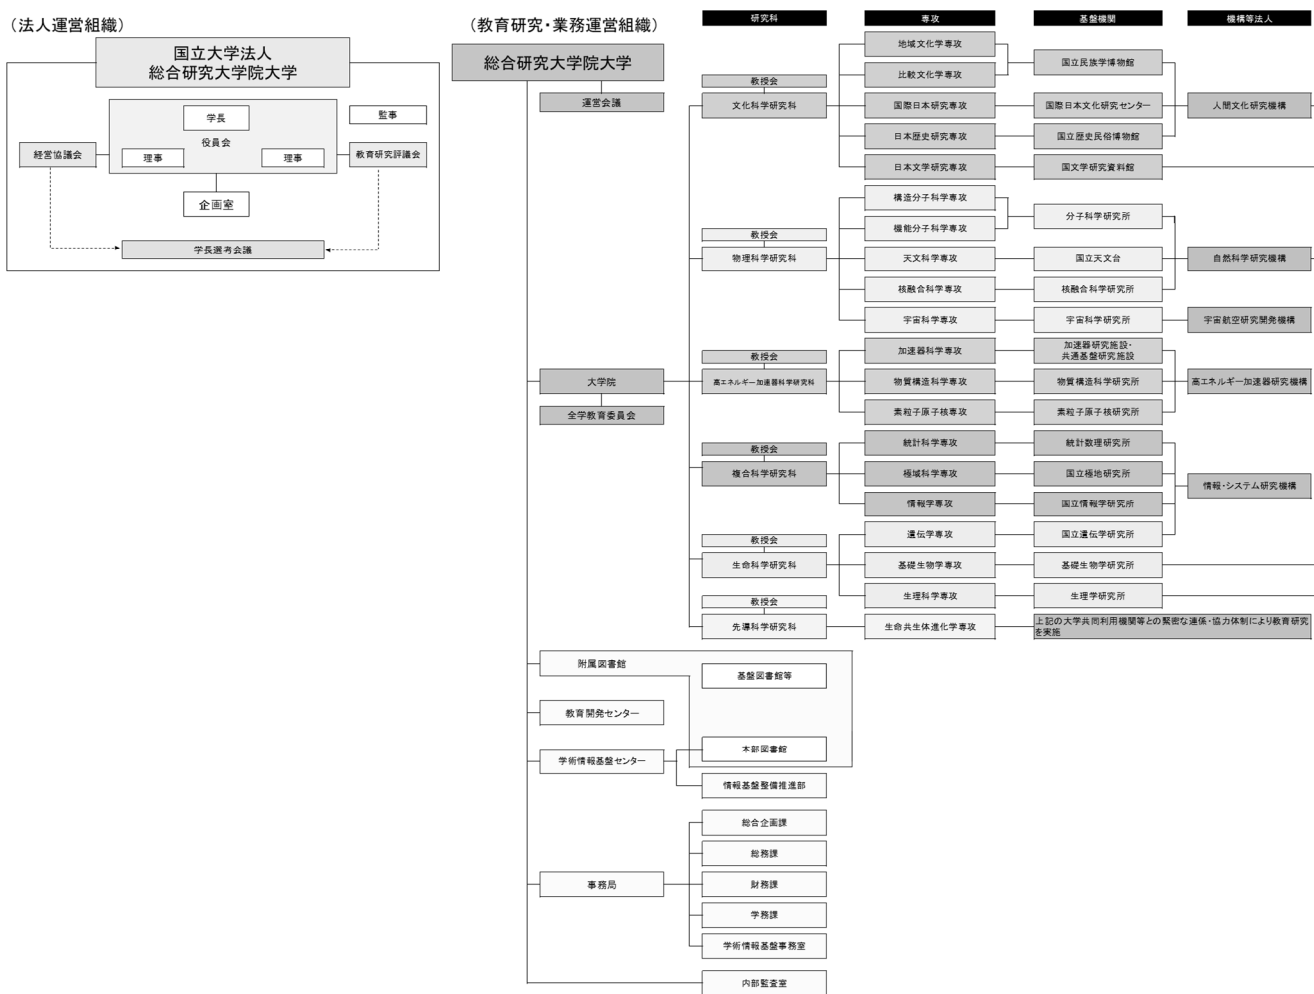 (法人運営組織)
国立大学法人
総合研究大学院大学
学長
監事
役員会
経営協議会
理事
理事
教育研究評議会
企画室
学長選考会議
(教育研究・業務運営組織)
総合研究大学院大学
運営会議
大学院
全学教育委員会
研究科
専攻
基盤機関
機構等法人
教授会
文化科学研究科
地域文化学専攻
比較文化学専攻
国際日本研究専攻
日本歴史研究専攻
日本文学研究専攻
国立民族学博物館
国際日本文化研究センター
国立歴史民俗博物館
国文学研究資料館
人間文化研究機構
教授会
物理科学研究科
構造分子科学専攻
機能分子科学専攻
天文科学専攻
核融合科学専攻
宇宙科学専攻
分子科学研究所
国立天文台
核融合科学研究所
宇宙科学研究所
自然科学研究機構
宇宙航空研究開発機構
教授会
高エネルギー加速器科学研究科
加速器科学専攻
物質構造科学専攻
素粒子原子核専攻
加速器研究施設・
共通基盤研究施設
物質構造科学研究所
素粒子原子核研究所
高エネルギー加速器研究機構
教授会
複合科学研究科
統計科学専攻
極域科学専攻
情報学専攻
統計数理研究所
国立極地研究所
国立情報学研究所
情報・システム研究機構
教授会
生命科学研究科
遺伝学専攻
基礎生物学専攻
生理科学専攻
国立遺伝学研究所
基礎生物学研究所
生理学研究所
教授会
先導科学研究科
生命共生体進化学専攻
上記の大学共同利用機関等との緊密な連係・協力体制により教育研究
を実施
附属図書館
基盤図書館等
教育開発センター
学術情報基盤センター
本部図書館
情報基盤整備推進部
事務局
総合企画課
総務課
財務課
学務課
学術情報基盤事務室
内部監査室